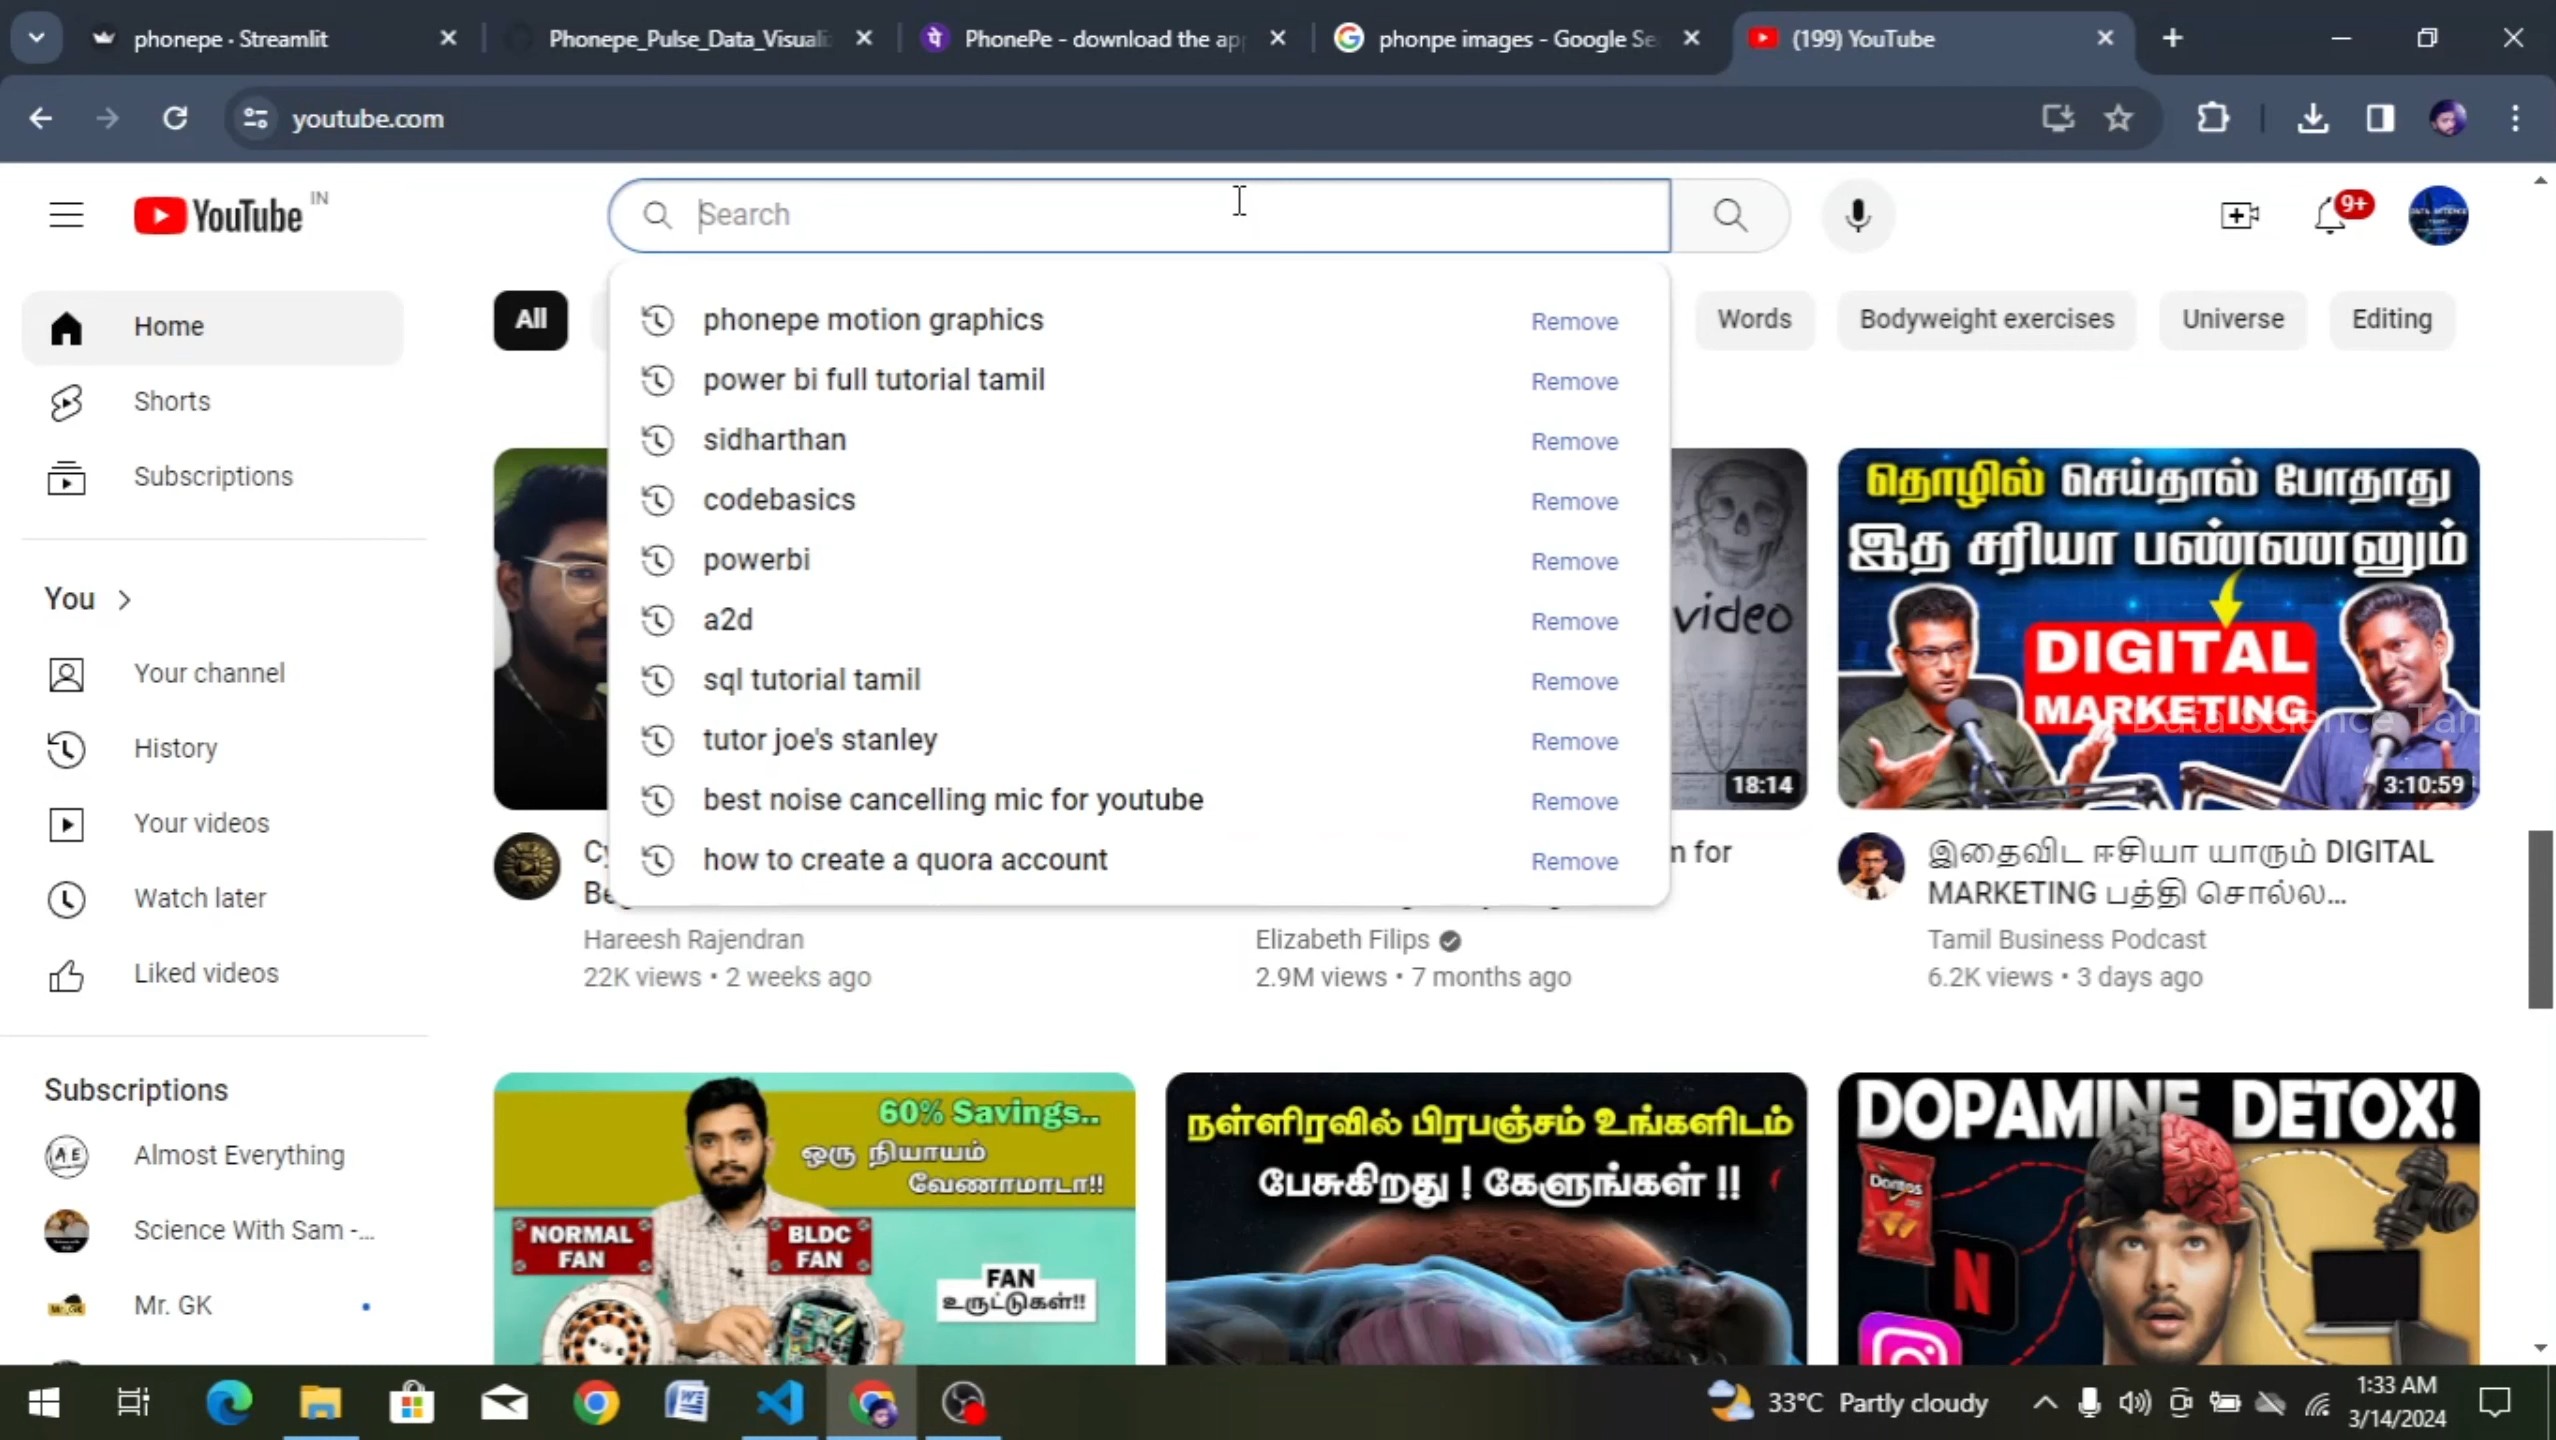 phonepe · Streamlit
Phonepe_Pulse_Data_Visuali
PhonePe - download the ap
phonpe images - Google Se
(199) YouTube
youtube.com
YouTube IN
Search
9+
Home
Shorts
Subscriptions
You
Your channel
History
Your videos
Watch later
Liked videos
Subscriptions
Almost Everything
Science With Sam -...
Mr. GK
All
Words
Bodyweight exercises
Universe
Editing
phonepe motion graphics Remove
power bi full tutorial tamil Remove
sidharthan Remove
codebasics Remove
powerbi Remove
a2d Remove
sql tutorial tamil Remove
tutor joe's stanley Remove
best noise cancelling mic for youtube Remove
how to create a quora account Remove
video
18:14
தொழில் செய்தால் போதாது
இத சரியா பண்ணனும்
DIGITAL
MARKETING
Data Science Tam
3:10:59
Hareesh Rajendran
22K views • 2 weeks ago
n for
Elizabeth Filips
2.9M views • 7 months ago
இதைவிட ஈசியா யாரும் DIGITAL
MARKETING பத்தி சொல்ல...
Tamil Business Podcast
6.2K views • 3 days ago
60% Savings..
ஒரு நியாயம்
வேணாமாடா!!
NORMAL
FAN
BLDC
FAN
FAN
உருட்டுகள்!!
நள்ளிரவில் பிரபஞ்சம் உங்களிடம்
பேசுகிறது ! கேளுங்கள் !!
DOPAMINE DETOX!
Doritos
N
33°C Partly cloudy
1:33 AM
3/14/2024